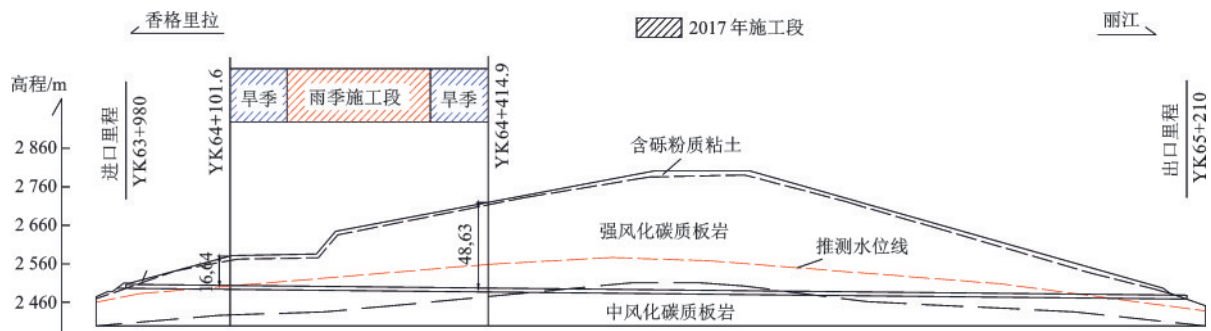 香格里拉
2017年施工段
丽江
高程/m
进口里程
YK63+980
YK64+101.6
旱季
雨季施工段
旱季
YK64+414.9
出口里程
YK65+210
2 860
2 760
2 660
2 560
2 460
含砾粉质粘土
强风化碳质板岩
推测水位线
16,64
48,63
中风化碳质板岩